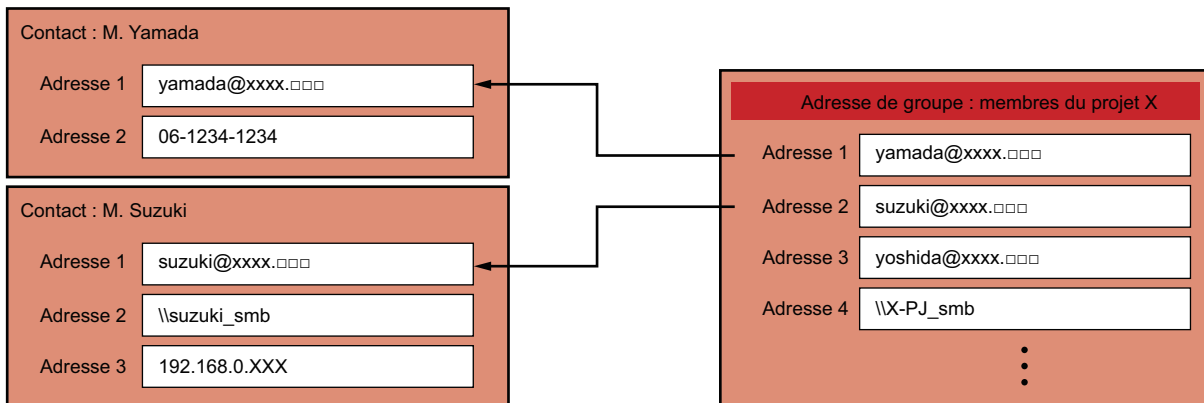 Contact : M. Yamada
Adresse 1 yamada@xxxx.□□□
Adresse 2 06-1234-1234
Contact : M. Suzuki
Adresse 1 suzuki@xxxx.□□□
Adresse 2 \\suzuki_smb
Adresse 3 192.168.0.XXX
Adresse de groupe : membres du projet X
Adresse 1 yamada@xxxx.□□□
Adresse 2 suzuki@xxxx.□□□
Adresse 3 yoshida@xxxx.□□□
Adresse 4 \\X-PJ_smb